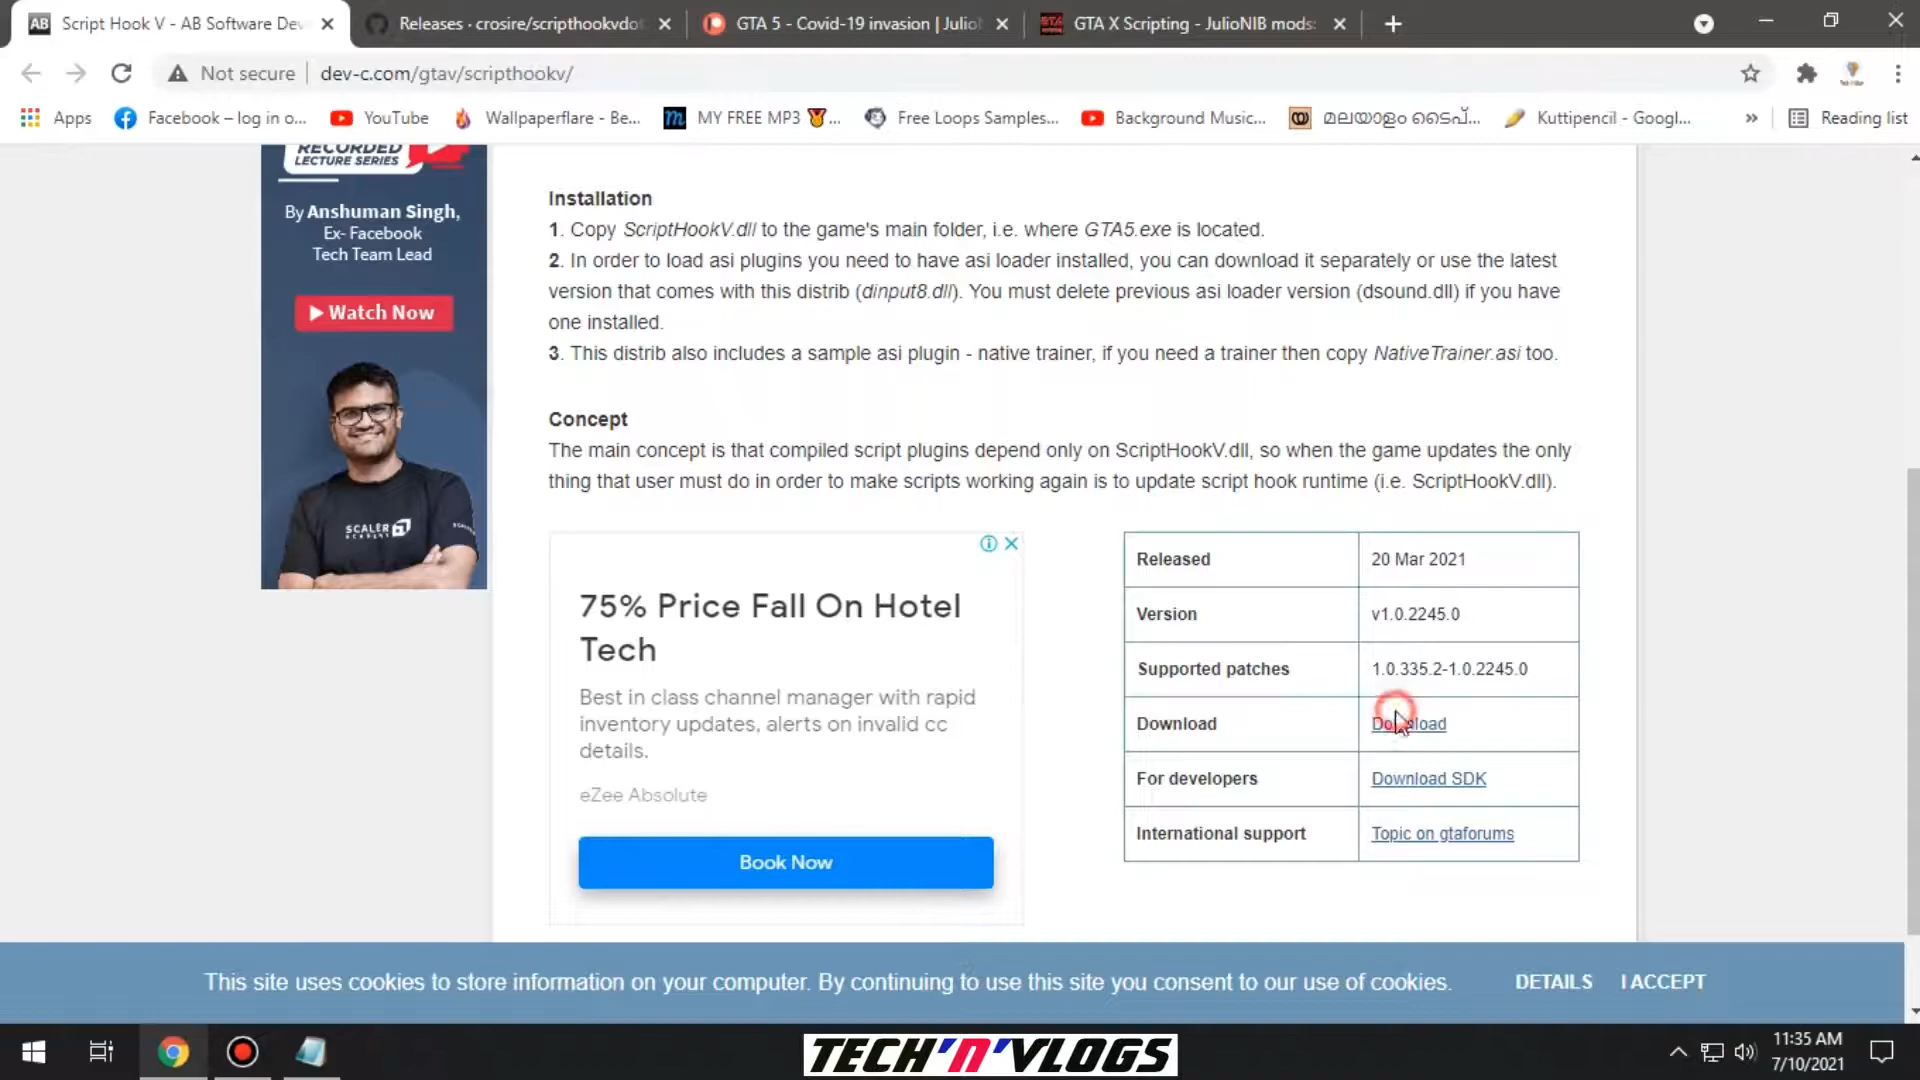 Script Hook V - AB Software Dev
Releases · crosire/scripthookvdot
GTA 5 - Covid-19 invasion | Julio
GTA X Scripting - JulioNIB mods:
Not secure
dev-c.com/gtav/scripthookv/
Apps
Facebook – log in o...
YouTube
Wallpaperflare - Be...
MY FREE MP3 ...
Free Loops Samples...
Background Music...
മലയാളം ടൈപ്...
Kuttipencil - Googl...
»
Reading list
RECORDED
LECTURE SERIES
By Anshuman Singh,
Ex- Facebook
Tech Team Lead
Watch Now
SCALER
ACADEMY
Installation
1. Copy ScriptHookV.dll to the game's main folder, i.e. where GTA5.exe is located.
2. In order to load asi plugins you need to have asi loader installed, you can download it separately or use the latest
version that comes with this distrib (dinput8.dll). You must delete previous asi loader version (dsound.dll) if you have
one installed.
3. This distrib also includes a sample asi plugin - native trainer, if you need a trainer then copy NativeTrainer.asi too.
Concept
The main concept is that compiled script plugins depend only on ScriptHookV.dll, so when the game updates the only
thing that user must do in order to make scripts working again is to update script hook runtime (i.e. ScriptHookV.dll).
75% Price Fall On Hotel
Tech
Best in class channel manager with rapid
inventory updates, alerts on invalid cc
details.
eZee Absolute
Book Now
Released 20 Mar 2021
Version v1.0.2245.0
Supported patches 1.0.335.2-1.0.2245.0
Download Download
For developers Download SDK
International support Topic on gtaforums
This site uses cookies to store information on your computer. By continuing to use this site you consent to our use of cookies. DETAILS I ACCEPT
TECH'N'VLOGS
11:35 AM
7/10/2021